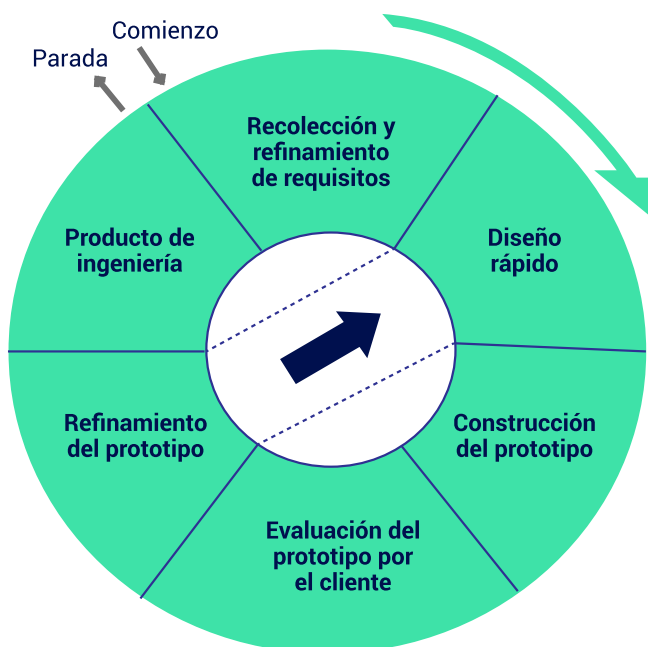 Comienzo
Parada
Recolección y
refinamiento
de requisitos
Diseño
rápido
Construcción
del prototipo
Evaluación del
prototipo por
el cliente
Refinamiento
del prototipo
Producto de
ingeniería